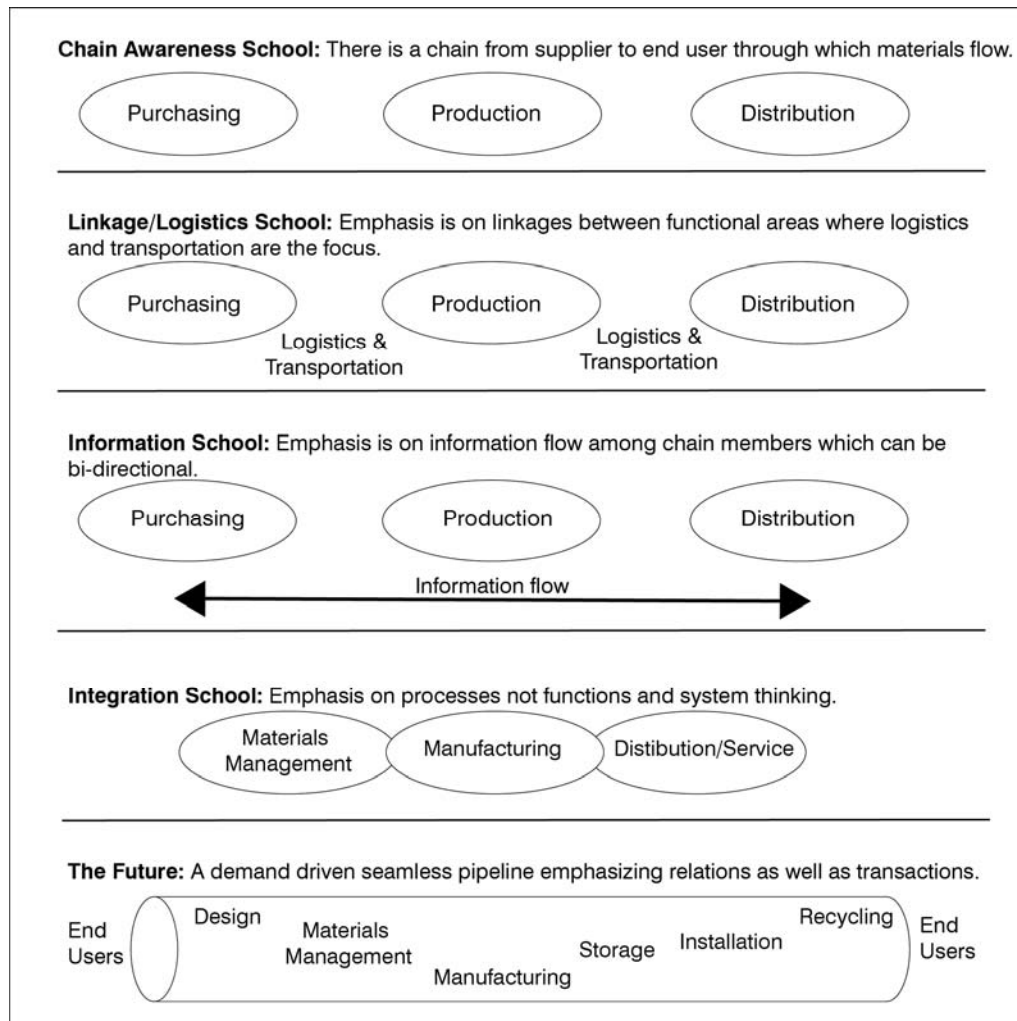 Chain Awareness School: There is a chain from supplier to end user through which materials flow.
Purchasing
Production
Distribution
Linkage/Logistics School: Emphasis is on linkages between functional areas where logistics
and transportation are the focus.
Purchasing
Production
Distribution
Logistics &
Transportation
Logistics &
Transportation
Information School: Emphasis is on information flow among chain members which can be
bi-directional.
Purchasing
Production
Distribution
Information flow
Integration School: Emphasis on processes not functions and system thinking.
Materials
Management
Manufacturing
Distibution/Service
The Future: A demand driven seamless pipeline emphasizing relations as well as transactions.
End
Users
Design
Materials
Management
Manufacturing
Storage
Installation
Recycling
End
Users